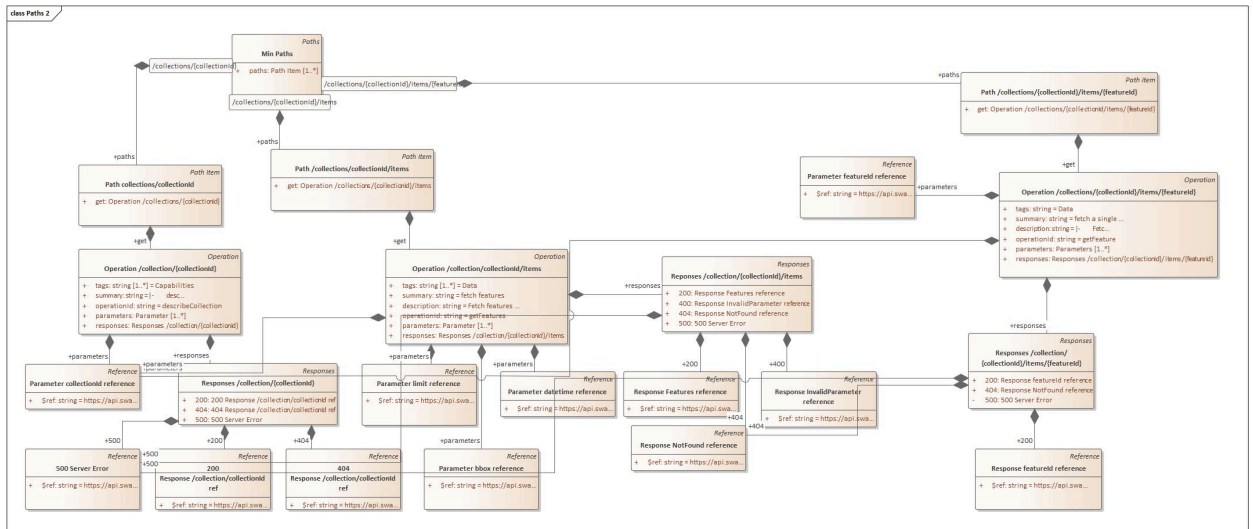 class Paths 2
Paths
Min Paths
+ paths: Path Item [1..*]
/collections/{collectionId}
/collections/{collectionId}/items/{feature
/collections/{collectionId}/items
+paths
Path Item
Path /collections/{collectionId}/items/{featureId}
+ get: Operation /collections/{collectionId}/items/{featureId}
+paths
+paths
Path Item
Path collections/collectionId
+ get: Operation /collections/{collectionId}
Path Item
Path /collections/collectionId/items
+ get: Operation /collections/{collectionId}/items
+get
Reference
Parameter featureId reference
+ $ref: string = https://api.swa...
+parameters
Operation
Operation /collections/{collectionId}/items/{featureId}
+ tags: string = Data
+ summary: string = fetch a single ...
+ description: string = |- Fetc...
+ operationId: string = getFeature
+ parameters: Parameters [1..*]
+ responses: Responses /collection/{collectionId}/items/{featureId}
+get
+get
Operation
Operation /collection/{collectionId}
+ tags: string [1..*] = Capabilities
+ summary: string = |- desc...
+ operationId: string = describeCollection
+ parameters: Parameter [1..*]
+ responses: Responses /collection/{collectionId}
Operation
Operation /collection/collectionId/items
+ tags: string [1..*] = Data
+ summary: string = fetch features
+ description: string = Fetch features ...
+ operationId: string = getFeatures
+ parameters: Parameter [1..*]
+ responses: Responses /collection/collectionId/items
+responses
Responses
Reponses /collection/{collectionId}/items
+ 200: Response Features reference
+ 400: Response InvalidParameter reference
+ 404: Response NotFound reference
+ 500: 500 Server Error
+responses
Responses
Responses /collection/
{collectionId}/items/{featureId}
+ 200: Response featureId reference
+ 404: Response NotFound reference
- 500: 500 Server Error
+parameters
+responses
+parameters
+parameters
+parameters
+200
+400
Reference
Parameter collectionId reference
+ $ref: string = https://api.swa...
Responses
Responses /collection/{collectionId}
+ 200: 200 Response /collection/collectionId ref
+ 404: 404 Response /collection/collectionId ref
+ 500: 500 Server Error
Reference
Parameter limit reference
+ $ref: string = https://api.swa...
Reference
Parameter datetime reference
+ $ref: string = https://api.swa...
Reference
Response Features reference
+ $ref: string = https://api.swa...
Reference
Response InvalidParameter
reference
+ $ref: string = https://api.swa...
+404
+404
Reference
Response NotFound reference
+ $ref: string = https://api.swa...
+500
+200
+404
+parameters
+200
+500
+500
Reference
500 Server Error
+ $ref: string = https://api.swa...
Reference
200
Response /collection/collectionId
ref
+ $ref: string = https://api.swa...
Reference
404
Response /collection/collectionId
ref
+ $ref: string = https://api.swa...
Reference
Parameter bbox reference
+ $ref: string = https://api.swa...
Reference
Response featureId reference
+ $ref: string = https://api.swa...